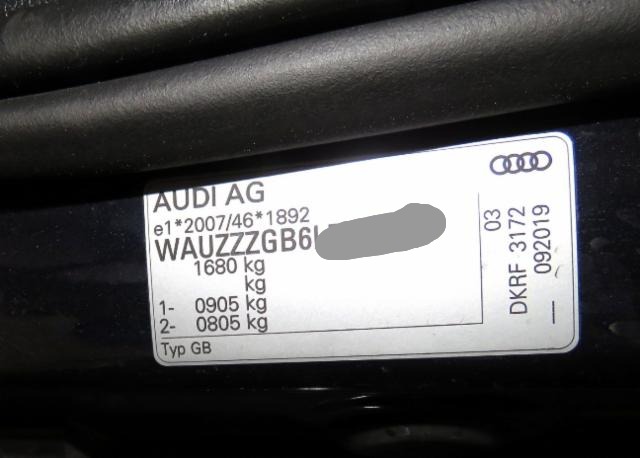 AUDI AG
e1*2007/46*1892
WAUZZZGB6
1680 kg
kg
1- 0905 kg
2- 0805 kg
Typ GB
03
DKRF 3172
092019